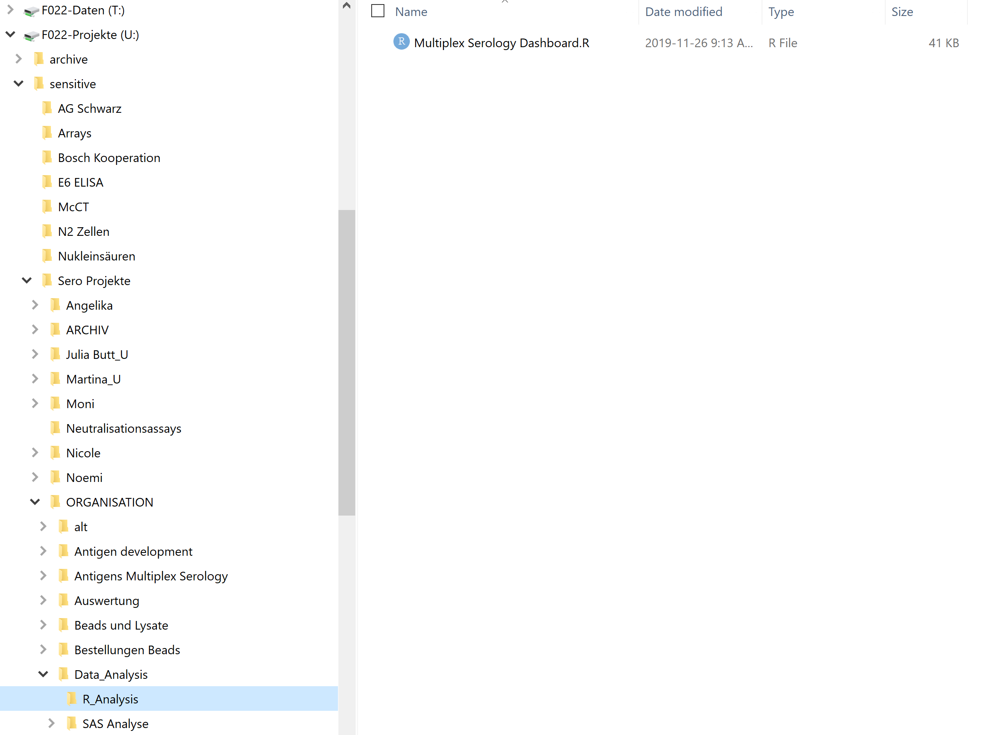 F022-Daten (T:)
F022-Projekte (U:)
archive
sensitive
AG Schwarz
Arrays
Bosch Kooperation
E6 ELISA
McCT
N2 Zellen
Nukleinsäuren
Sero Projekte
Angelika
ARCHIV
Julia Butt_U
Martina_U
Moni
Neutralisationsassays
Nicole
Noemi
ORGANISATION
alt
Antigen development
Antigens Multiplex Serology
Auswertung
Beads und Lysate
Bestellungen Beads
Data_Analysis
R_Analysis
SAS Analyse
Name Date modified Type Size
R Multiplex Serology Dashboard.R 2019-11-26 9:13 A... R File 41 KB